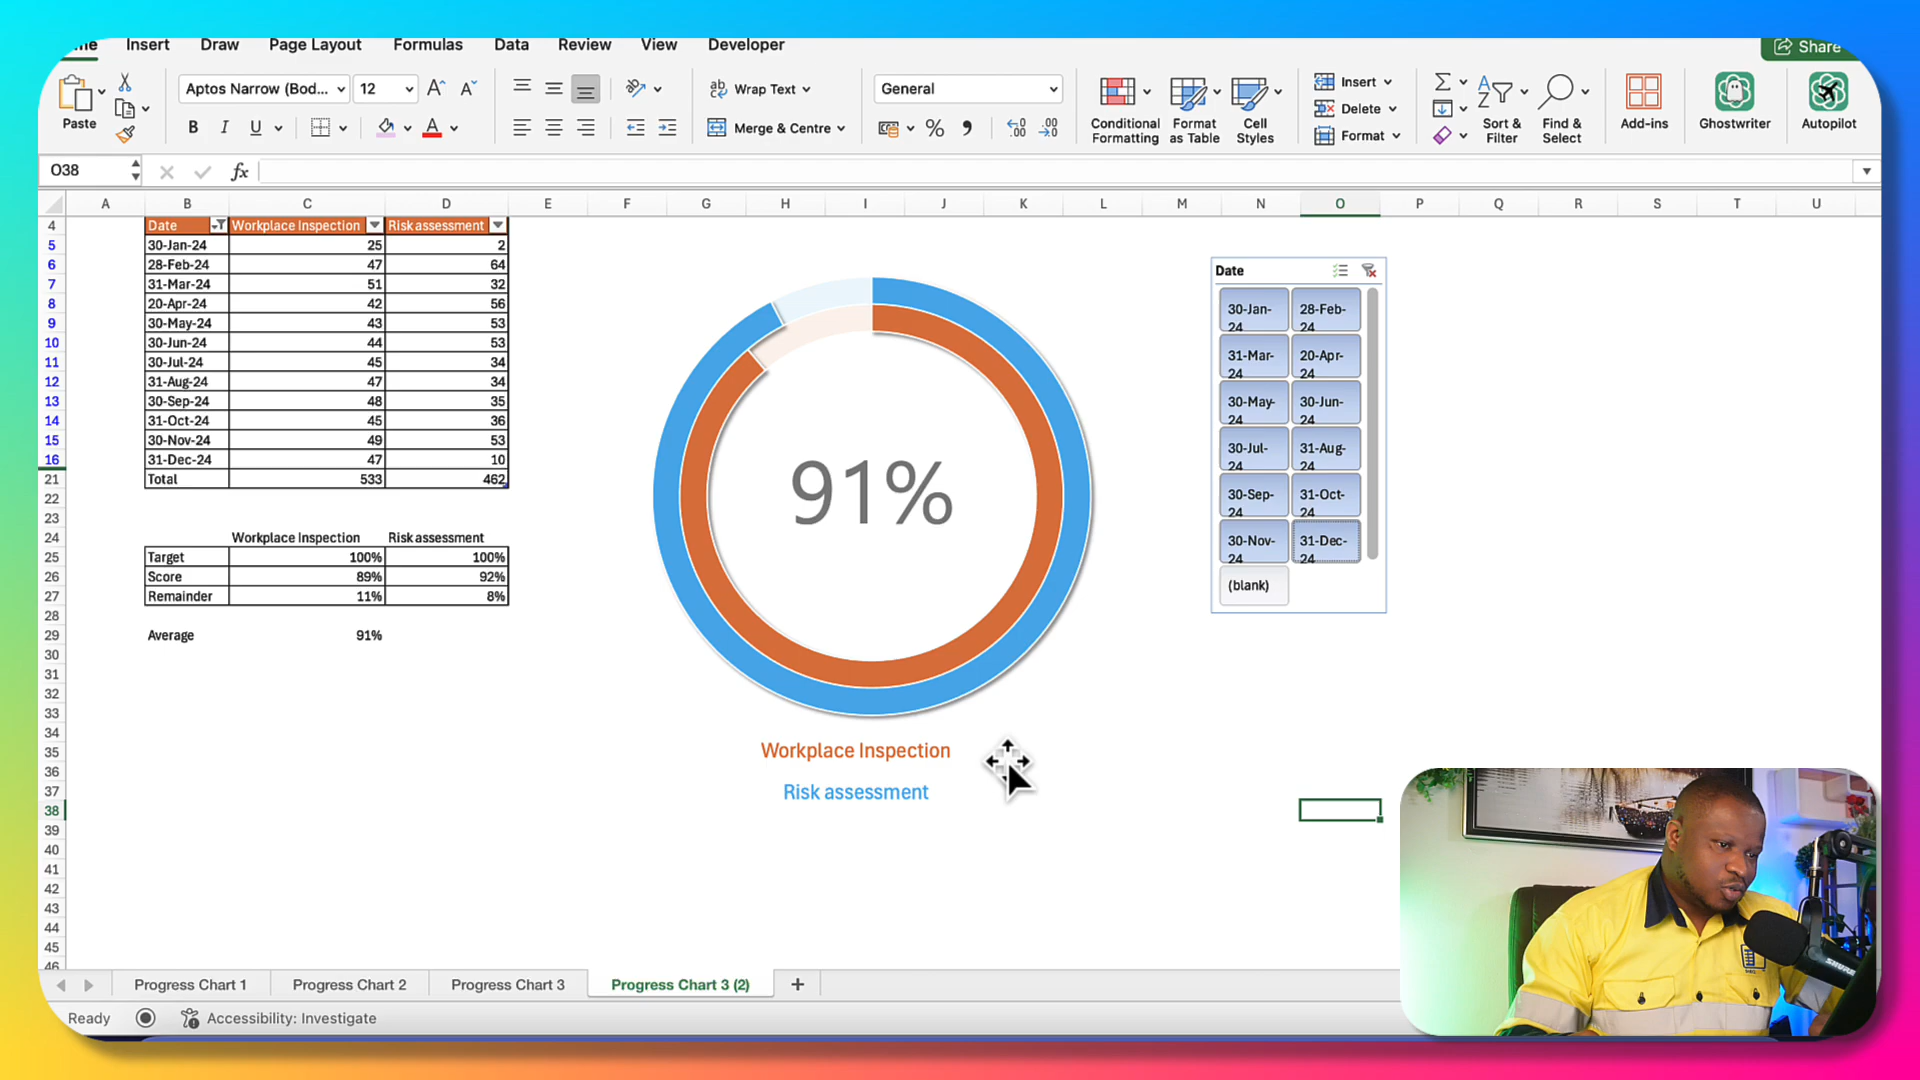 me Insert Draw Page Layout Formulas Data Review View Developer Share
Paste Aptos Narrow (Bod... 12 A A
B I U A
ab Wrap Text
Merge & Centre
General
% 9 .00 .00
Conditional Formatting
Format as Table
Cell Styles
Insert
Delete
Format
Sort & Filter
Find & Select
Add-ins
Ghostwriter
Autopilot
O38 fx
A B C D E F G H I J K L M N O P Q R S T U
4 Date Workplace Inspection Risk assessment
5 30-Jan-24 25 2
6 28-Feb-24 47 64
7 31-Mar-24 51 32
8 20-Apr-24 42 56
9 30-May-24 43 53
10 30-Jun-24 44 53
11 30-Jul-24 45 34
12 31-Aug-24 47 34
13 30-Sep-24 48 35
14 31-Oct-24 45 36
15 30-Nov-24 49 53
16 31-Dec-24 47 10
21 Total 533 462
22
23
24 Workplace Inspection Risk assessment
25 Target 100% 100%
26 Score 89% 92%
27 Remainder 11% 8%
28
29 Average 91%
30
31
32
33
34
35
36
37
38
39
40
41
42
43
44
45
46
91%
Workplace Inspection
Risk assessment
Date
30-Jan-24 28-Feb-24
31-Mar-24 20-Apr-24
30-May-24 30-Jun-24
30-Jul-24 31-Aug-24
30-Sep-24 31-Oct-24
30-Nov-24 31-Dec-24
(blank)
SHURE
Progress Chart 1 Progress Chart 2 Progress Chart 3 Progress Chart 3 (2) +
Ready Accessibility: Investigate